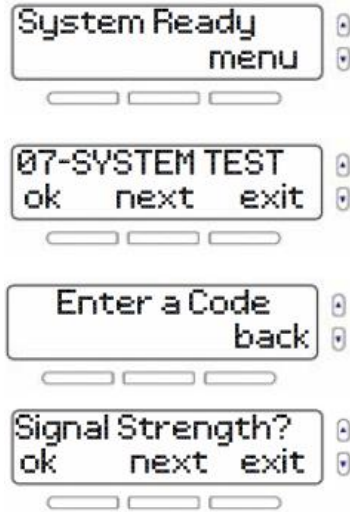 System Ready
menu
07-SYSTEM TEST
ok next exit
Enter a Code
back
Signal Strength?
ok next exit